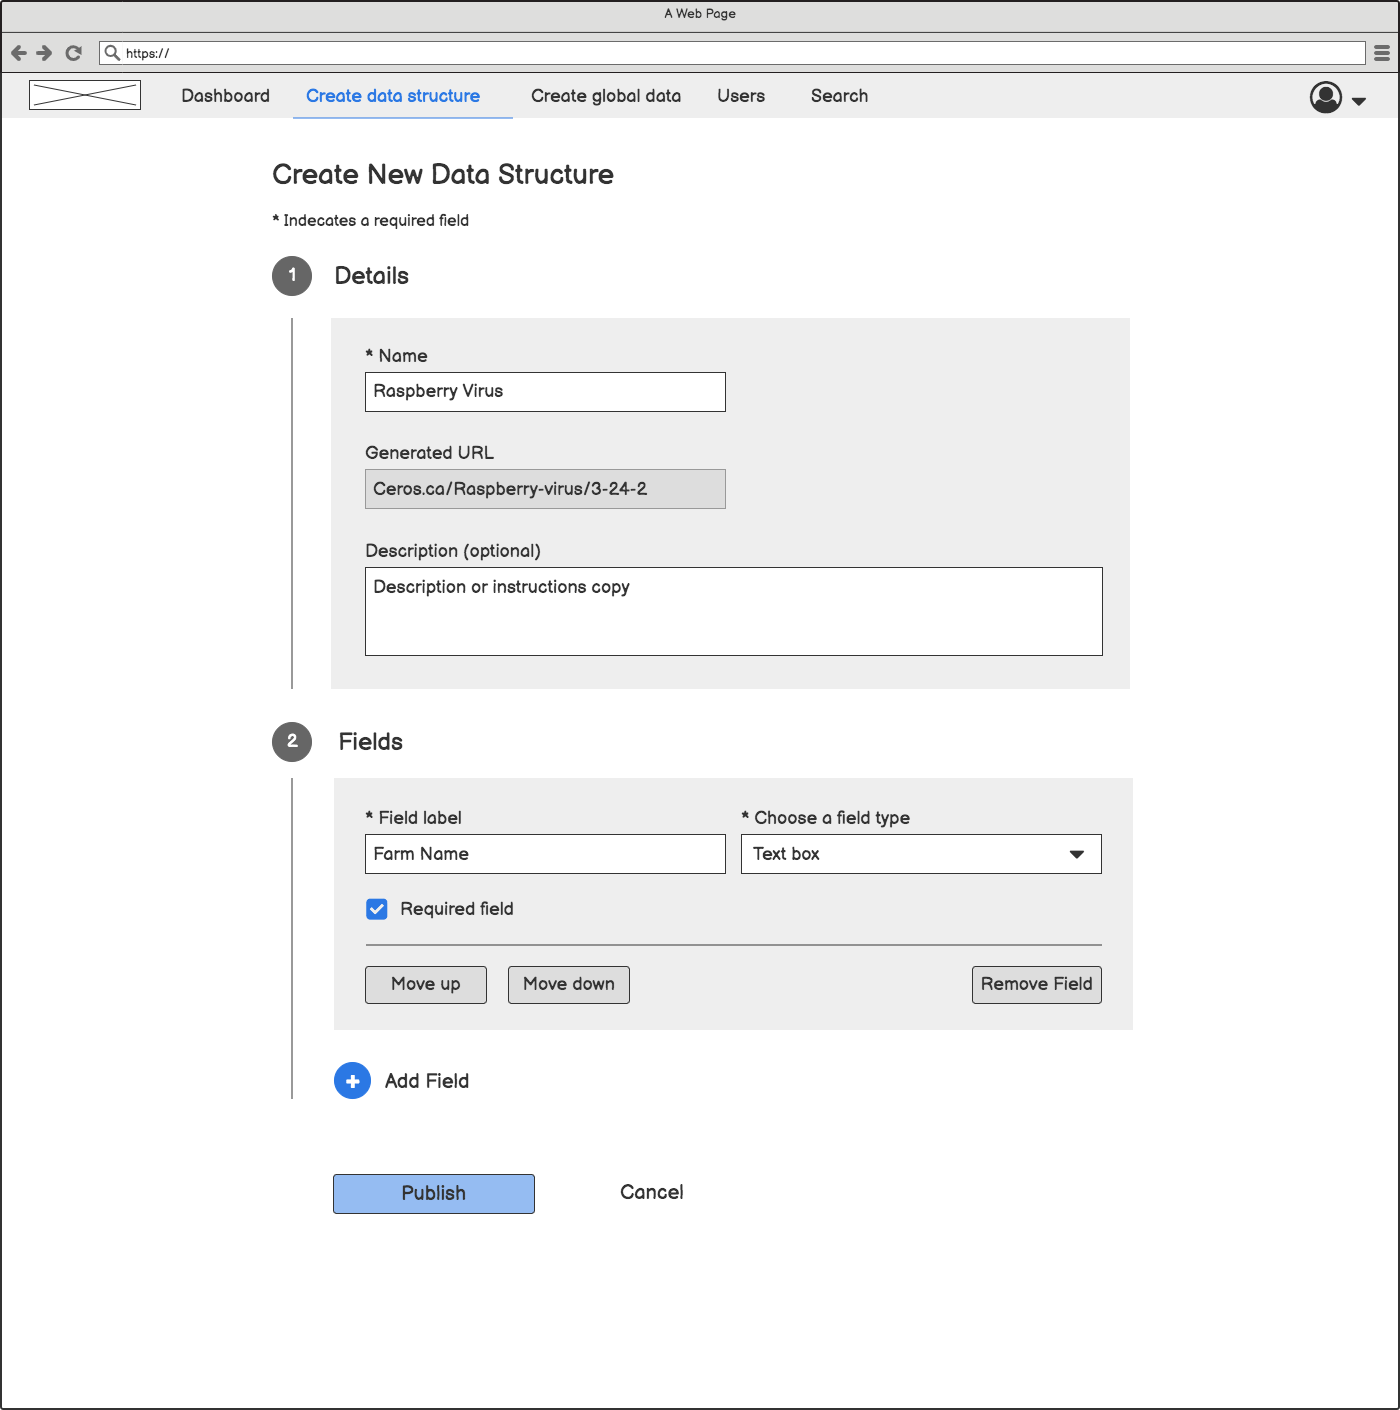 A Web Page
https://
Dashboard Create data structure Create global data Users Search
Create New Data Structure
* Indecates a required field
1 Details
* Name
Raspberry Virus
Generated URL
Ceros.ca/Raspberry-virus/3-24-2
Description (optional)
Description or instructions copy
2 Fields
* Field label * Choose a field type
Farm Name Text box
Required field
Move up Move down Remove Field
Add Field
Publish Cancel